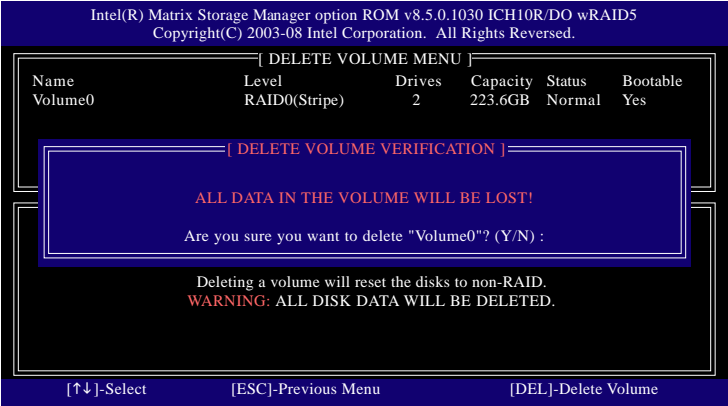 Intel(R) Matrix Storage Manager option ROM v8.5.0.1030 ICH10R/DO wRAID5
Copyright(C) 2003-08 Intel Corporation.  All Rights Reversed.
[ DELETE VOLUME MENU ]
Name Level Drives Capacity Status Bootable
Volume0 RAID0(Stripe) 2 223.6GB Normal Yes
[ DELETE VOLUME VERIFICATION ]
ALL DATA IN THE VOLUME WILL BE LOST!
Are you sure you want to delete "Volume0"? (Y/N) :
Deleting a volume will reset the disks to non-RAID.
WARNING: ALL DISK DATA WILL BE DELETED.
[↑↓]-Select [ESC]-Previous Menu [DEL]-Delete Volume